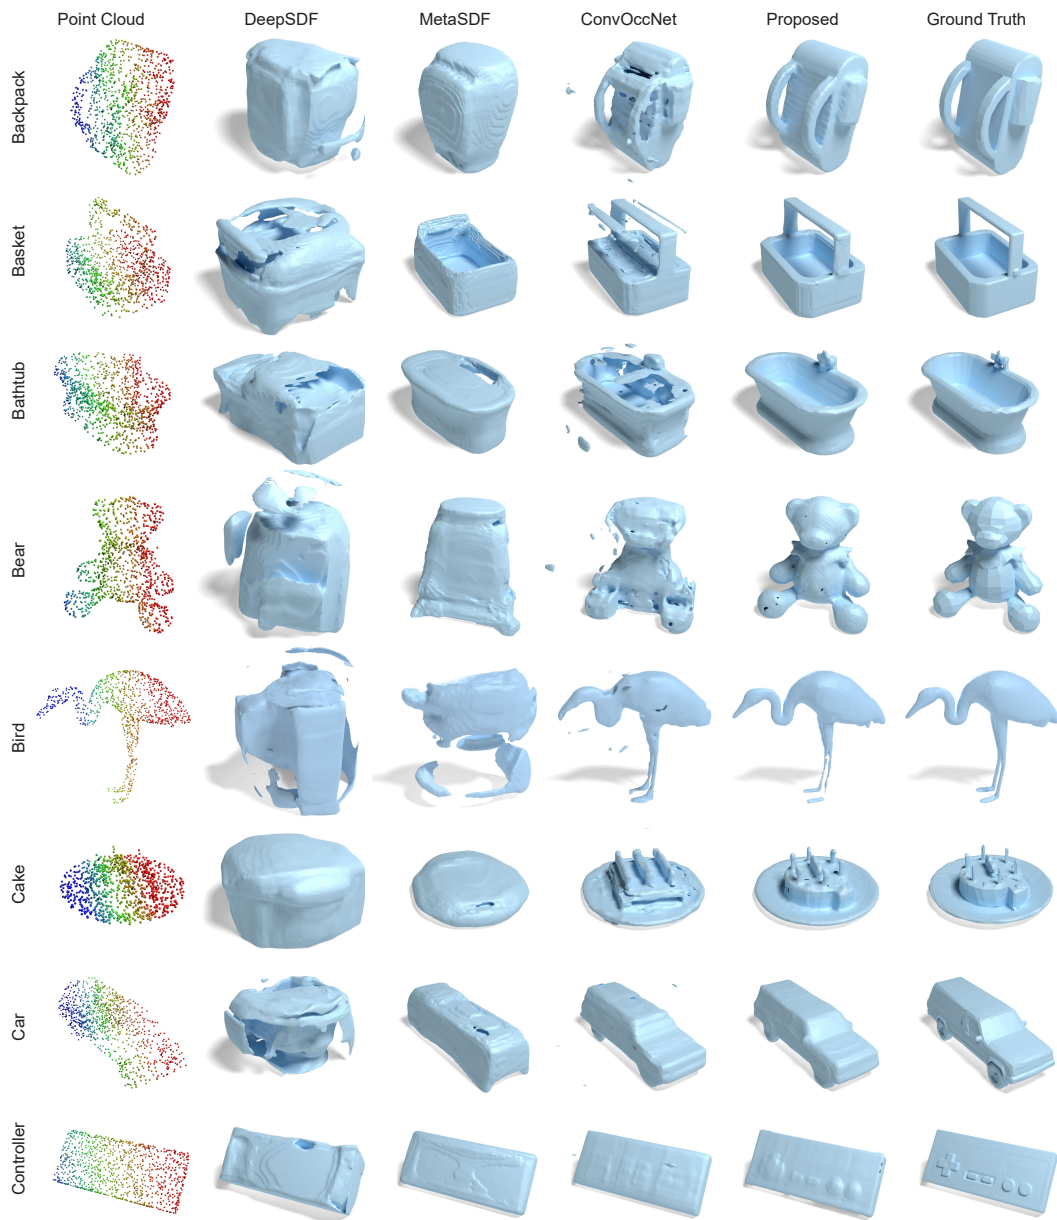 Point Cloud DeepSDF MetaSDF ConvOccNet Proposed Ground Truth
Backpack
Basket
Bathtub
Bear
Bird
Cake
Car
Controller